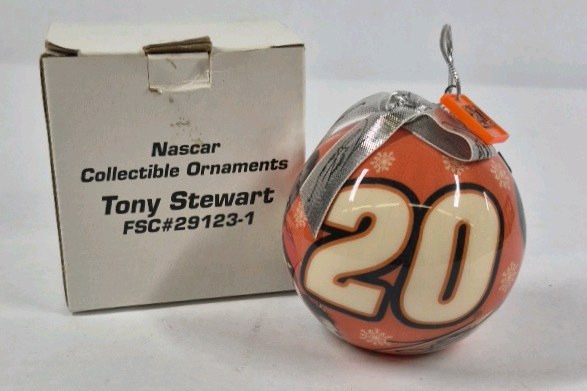 Nascar
Collectible Ornaments
Tony Stewart
FSC#29123-1
20